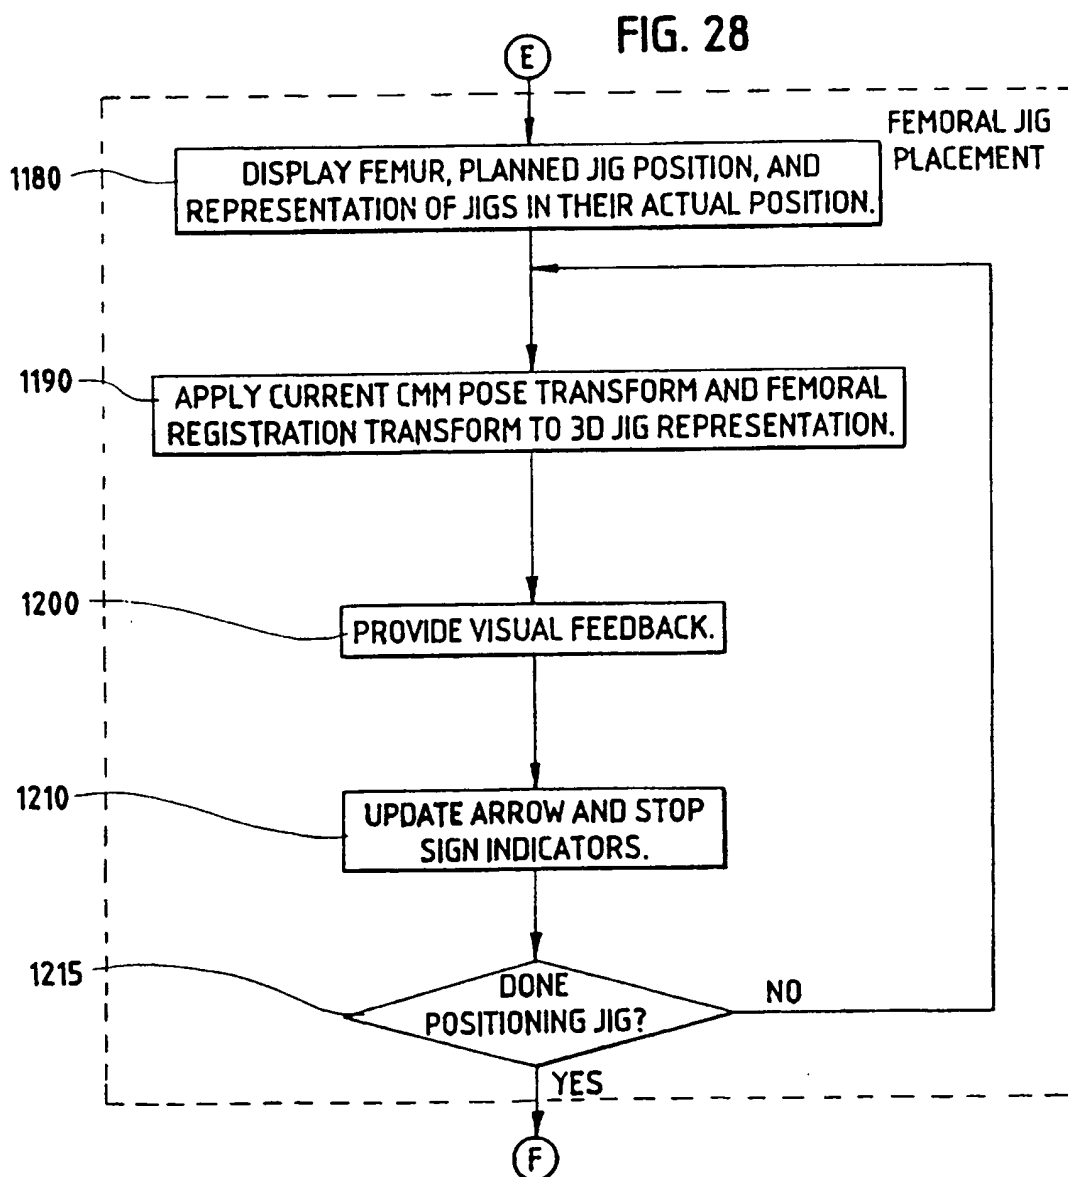 FIG. 28
E
FEMORAL JIG
PLACEMENT
1180
DISPLAY FEMUR, PLANNED JIG POSITION, AND
REPRESENTATION OF JIGS IN THEIR ACTUAL POSITION.
1190
APPLY CURRENT CMM POSE TRANSFORM AND FEMORAL
REGISTRATION TRANSFORM TO 3D JIG REPRESENTATION.
1200
PROVIDE VISUAL FEEDBACK.
1210
UPDATE ARROW AND STOP
SIGN INDICATORS.
1215
DONE
POSITIONING JIG?
NO
YES
F